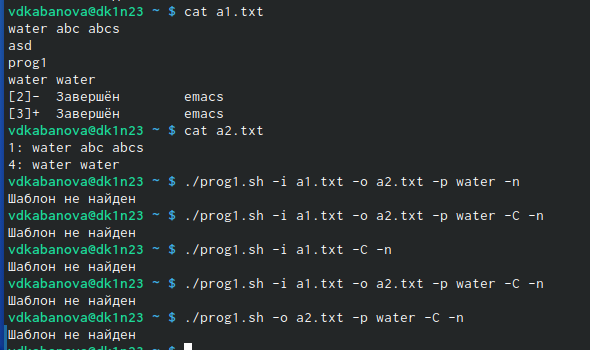 vdkabanova@dk1n23 ~ $ cat a1.txt
water abc abcs
asd
prog1
water water
[2]-  Завершён        emacs
[3]+  Завершён        emacs
vdkabanova@dk1n23 ~ $ cat a2.txt
1: water abc abcs
4: water water
vdkabanova@dk1n23 ~ $ ./prog1.sh -i a1.txt -o a2.txt -p water -n
Шаблон не найден
vdkabanova@dk1n23 ~ $ ./prog1.sh -i a1.txt -o a2.txt -p water -C -n
Шаблон не найден
vdkabanova@dk1n23 ~ $ ./prog1.sh -i a1.txt -C -n
Шаблон не найден
vdkabanova@dk1n23 ~ $ ./prog1.sh -i a1.txt -o a2.txt -p water -C -n
Шаблон не найден
vdkabanova@dk1n23 ~ $ ./prog1.sh -o a2.txt -p water -C -n
Шаблон не найден
vdkabanova@dk1n23 ~ $